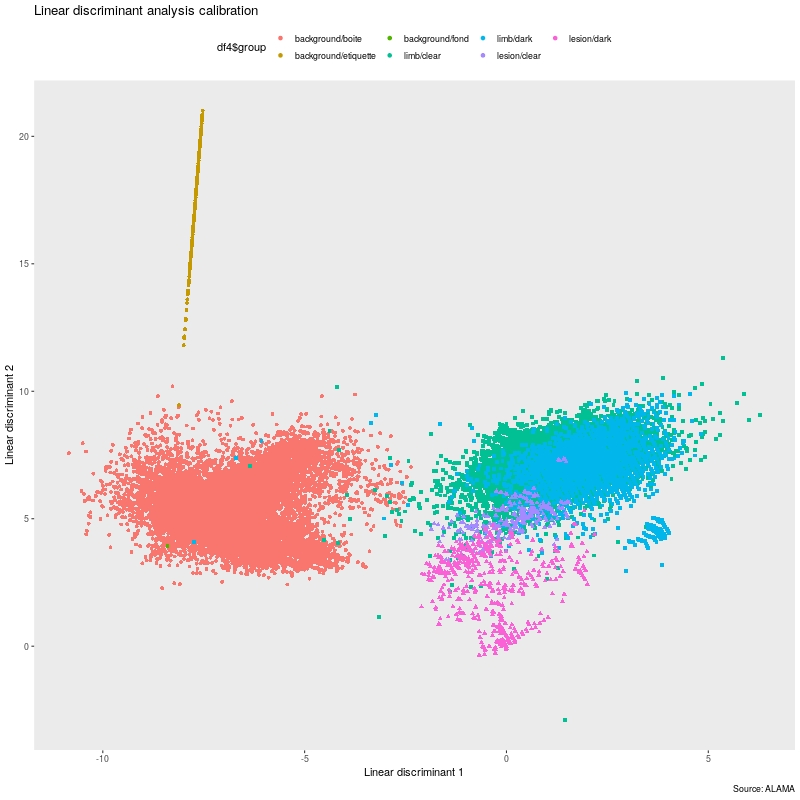 Linear discriminant analysis calibration
df4$group
background/boite
background/fond
limb/dark
lesion/dark
background/etiquette
limb/clear
lesion/clear
20
15
10
5
0
Linear discriminant 2
-10
-5
0
5
Linear discriminant 1
Source: ALAMA